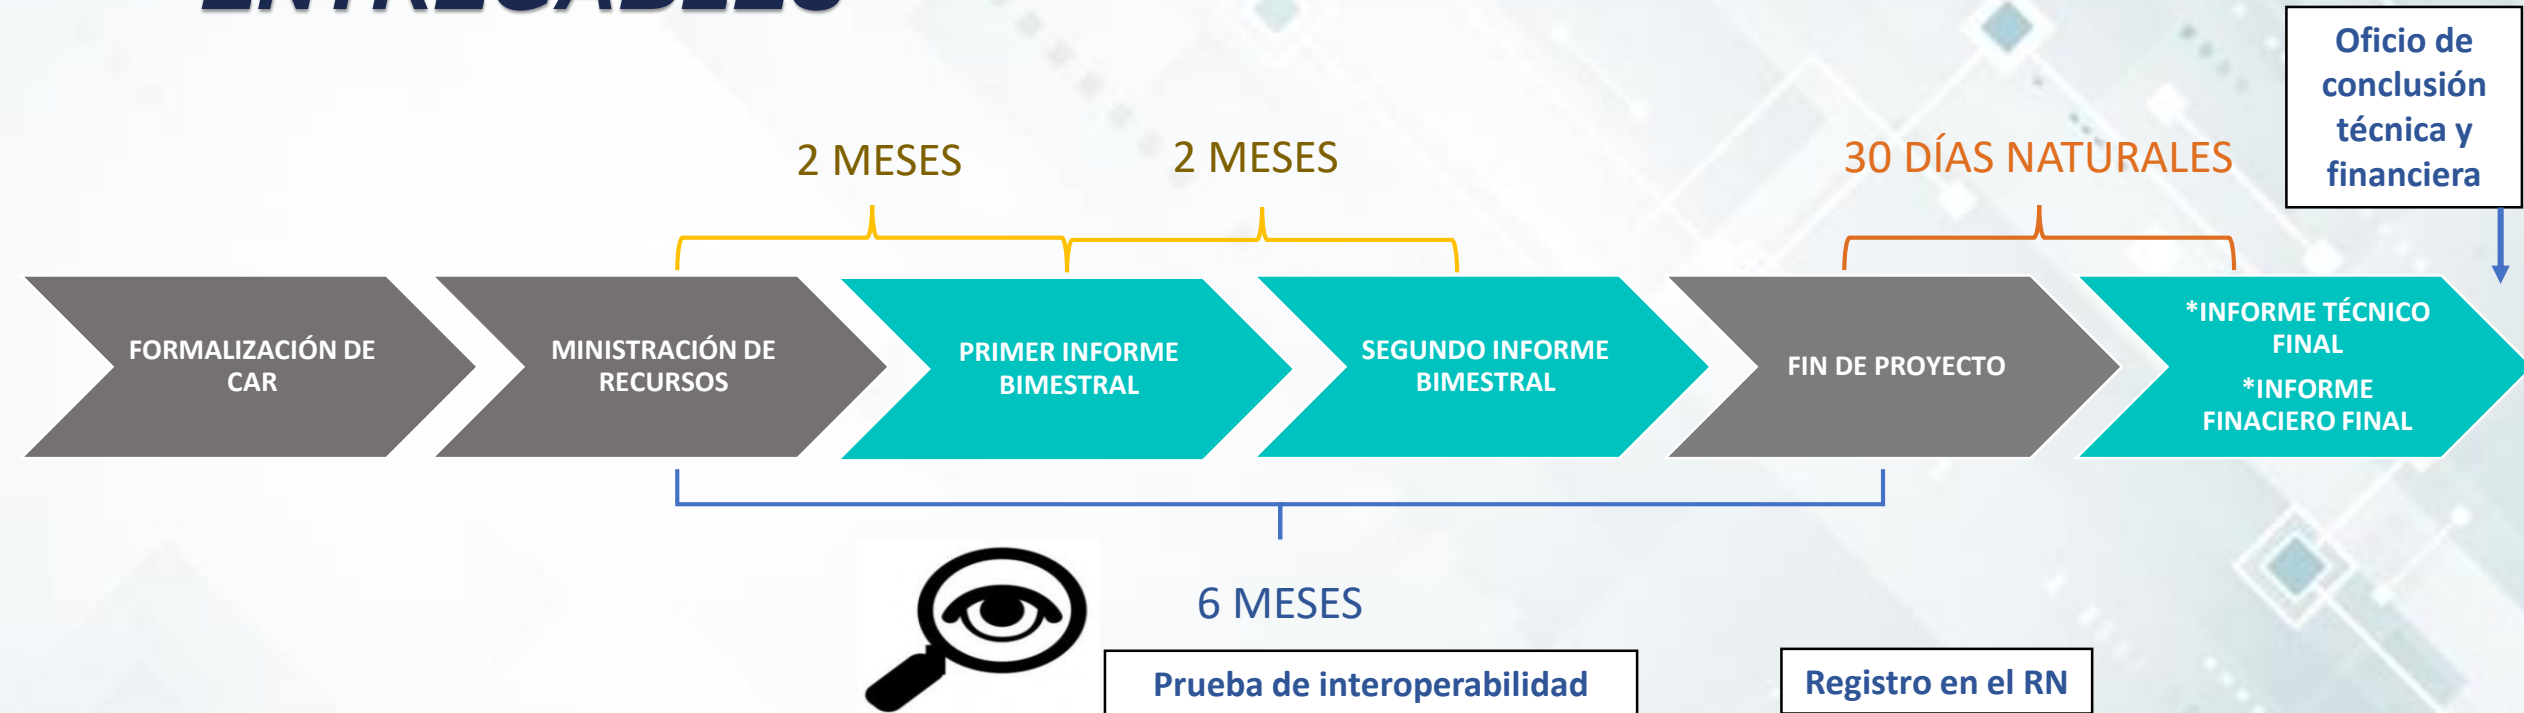 ENTREGABLES
Oficio de
conclusión
técnica y
financiera
2 MESES
2 MESES
30 DÍAS NATURALES
FORMALIZACIÓN DE
CAR
MINISTRACIÓN DE
RECURSOS
PRIMER INFORME
BIMESTRAL
SEGUNDO INFORME
BIMESTRAL
FIN DE PROYECTO
*INFORME TÉCNICO
FINAL
*INFORME
FINACIERO FINAL
6 MESES
Prueba de interoperabilidad
Registro en el RN